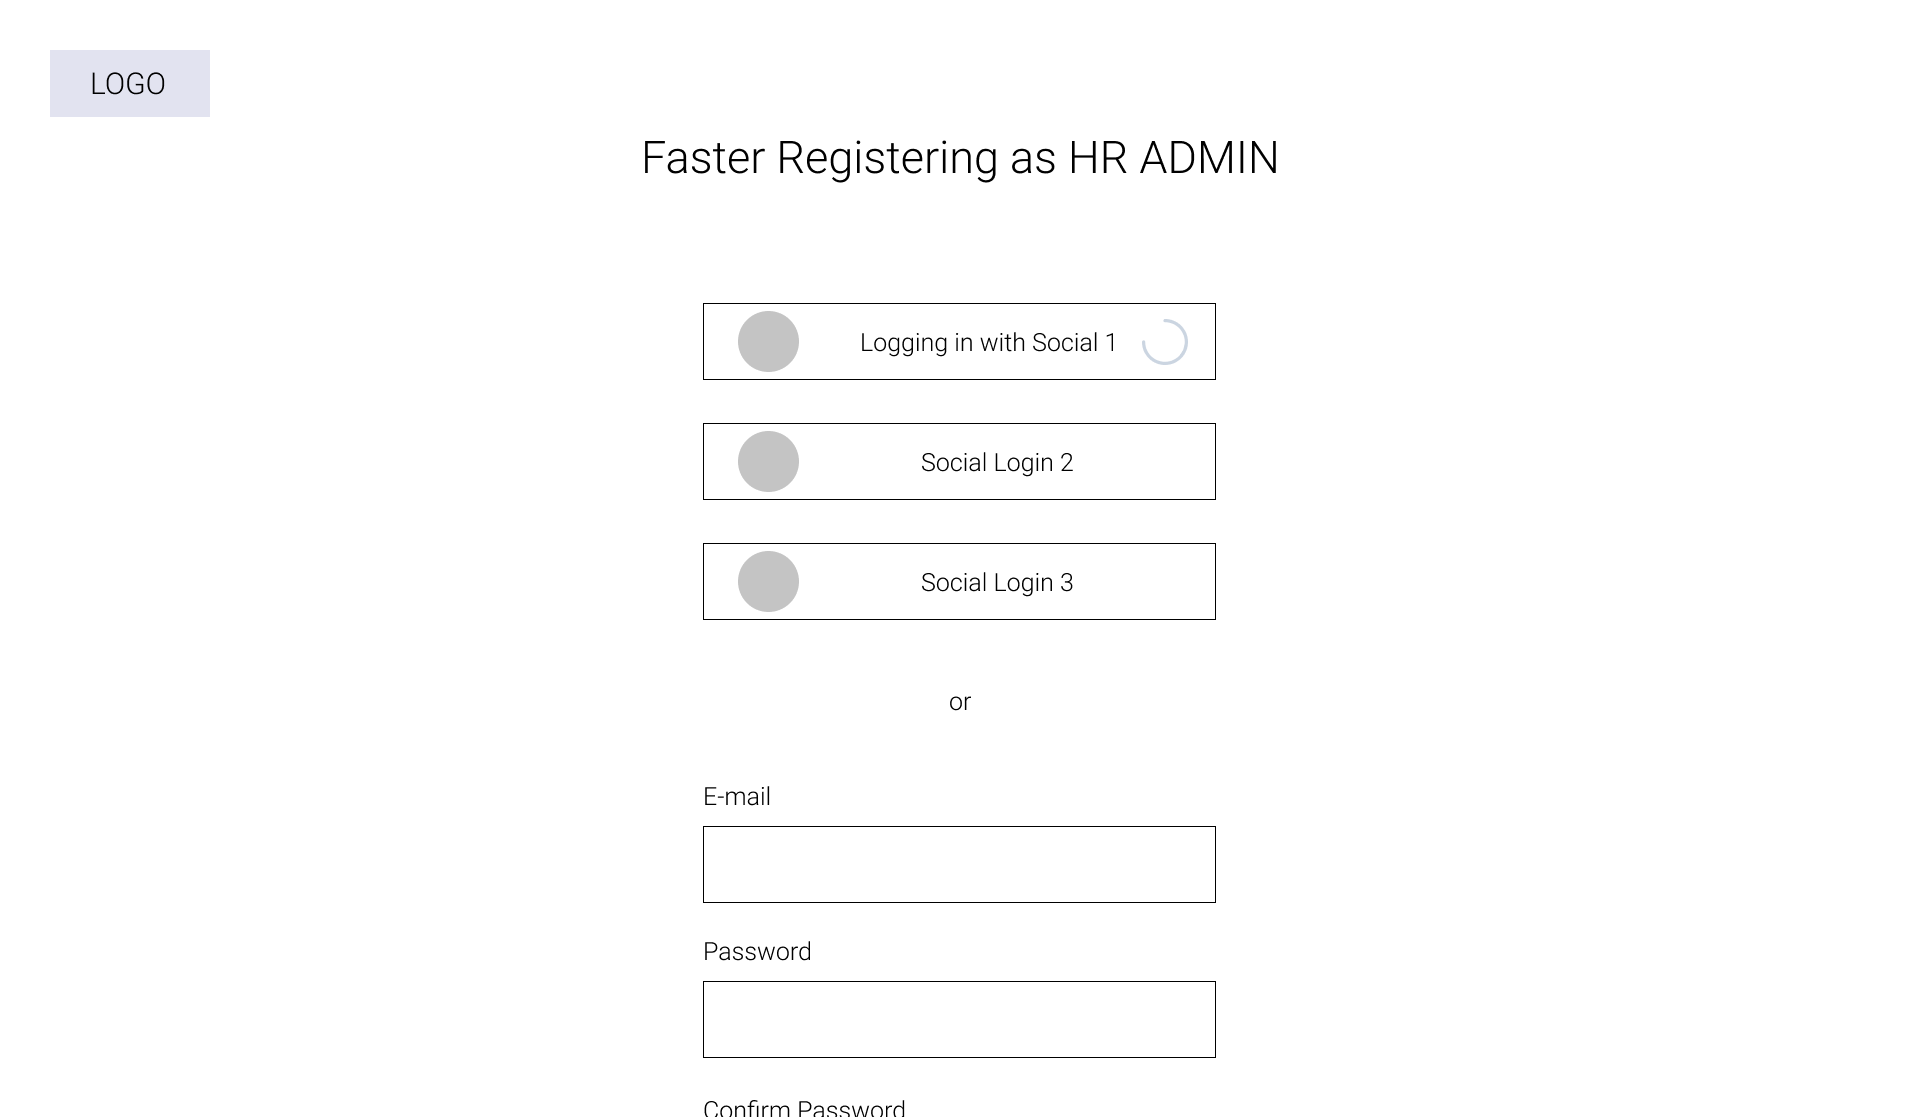 LOGO
Faster Registering as HR ADMIN
Logging in with Social 1
Social Login 2
Social Login 3
or
E-mail
Password
Confirm Password